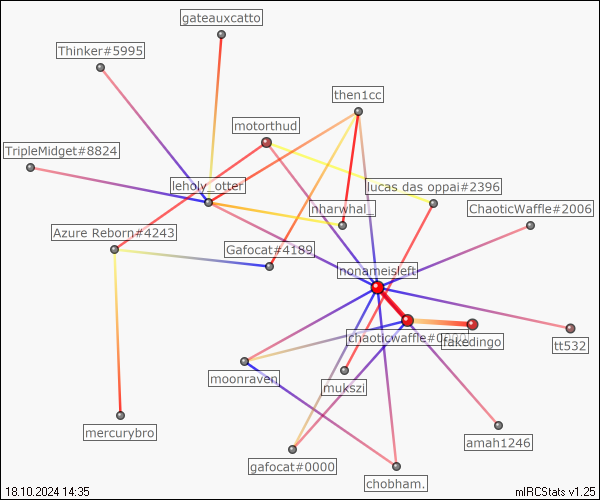 gateauxcatto
Thinker#5995
then1cc
motorthud
TripleMidget#8824
leholy_otter
lucas das oppai#2396
nharwhal_
ChaoticWaffle#2006
Azure Reborn#4243
Gafocat#4189
nonameisleft
chaoticwaffle#0000
fakedingo
tt532
moonraven
mukszi
mercurybro
amah1246
gafocat#0000
chobham.
18.10.2024 14:35
mIRCStats v1.25